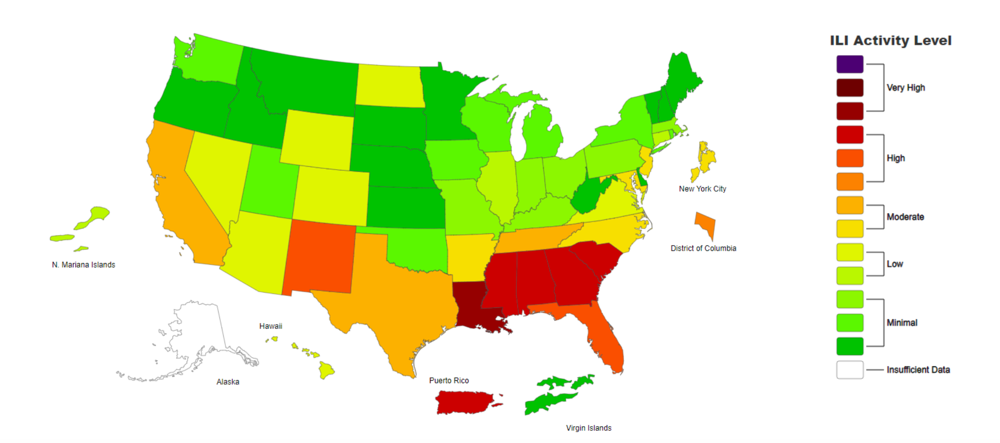 ILI Activity Level
Very High
High
Moderate
Low
Minimal
Insufficient Data
New York City
District of Columbia
N. Mariana Islands
Hawaii
Alaska
Puerto Rico
Virgin Islands